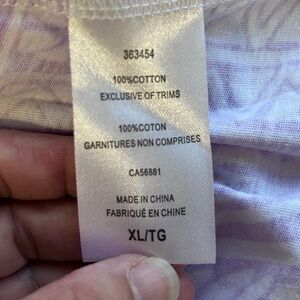 363454
100%COTTON
EXCLUSIVE OF TRIMS
100%COTON
GARNITURES NON COMPRISES
CA56881
MADE IN CHINA
FABRIQUÉ EN CHINE
XL/TG